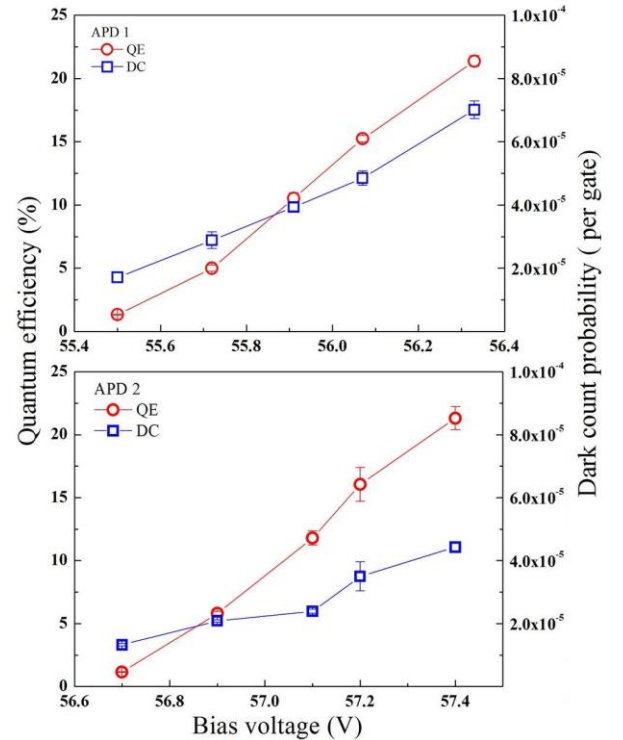 25
20
15
10
5
0
APD 1
QE
DC
1.0x10⁻⁴
8.0x10⁻⁵
6.0x10⁻⁵
4.0x10⁻⁵
2.0x10⁻⁵
55.4 55.6 55.8 56.0 56.2 56.4
Quantum efficiency (%)
Dark count probability ( per gate)
25
20
15
10
5
0
APD 2
QE
DC
1.0x10⁻⁴
8.0x10⁻⁵
6.0x10⁻⁵
4.0x10⁻⁵
2.0x10⁻⁵
56.6 56.8 57.0 57.2 57.4
Bias voltage (V)